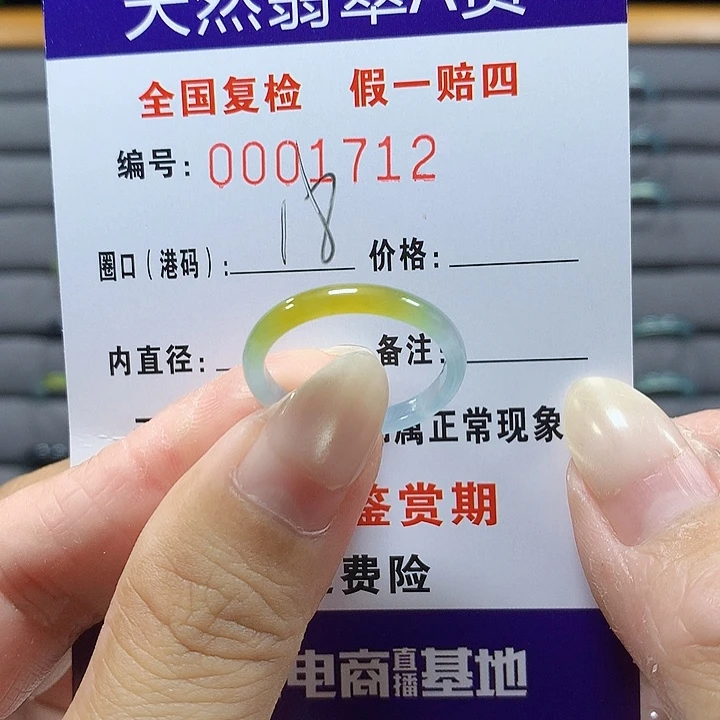 天然翡翠A货
全国复检 假一赔四
编号: 0001712
圈口(港码): 18 价格:
内直径: 备注:
属正常现象
鉴赏期
费险
电商直播基地